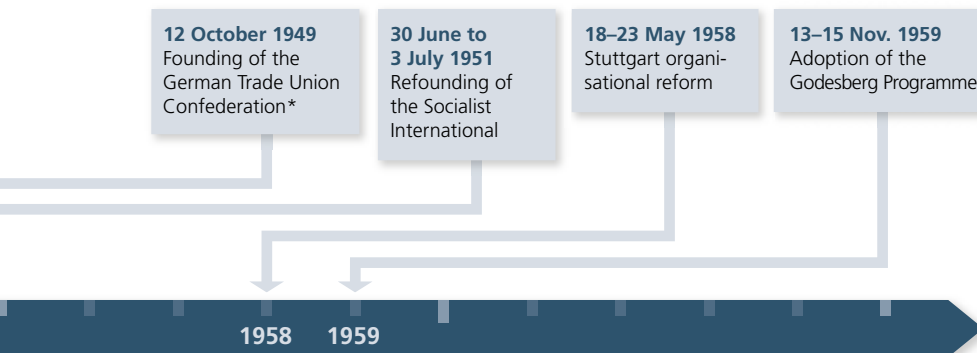 12 October 1949
Founding of the
German Trade Union
Confederation*
30 June to
3 July 1951
Refounding of
the Socialist
International
18–23 May 1958
Stuttgart organi-
sational reform
13–15 Nov. 1959
Adoption of the
Godesberg Programme
1958 1959